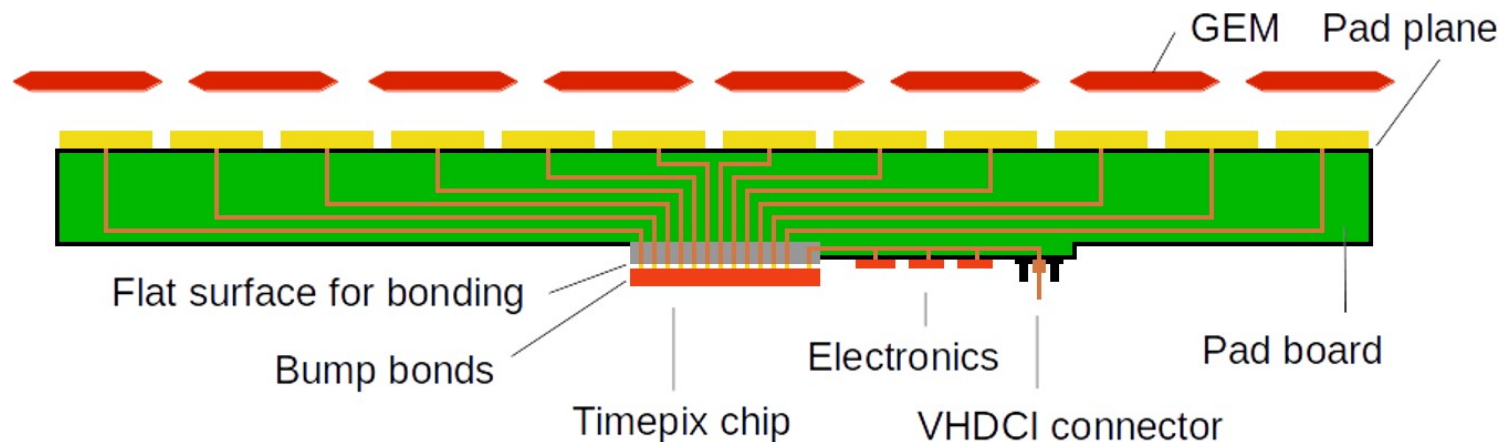 GEM
Pad plane
Flat surface for bonding
Bump bonds
Timepix chip
Electronics
VHDCI connector
Pad board